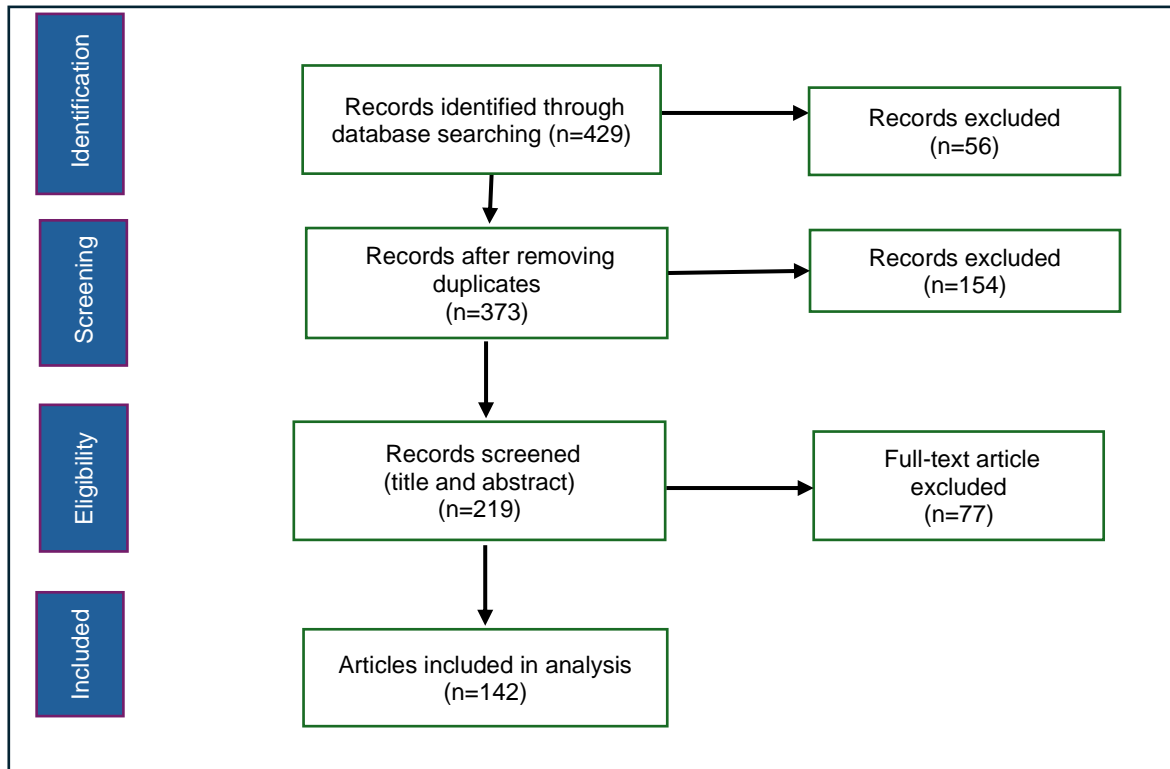 Identification
Records identified through
database searching (n=429)
Records excluded
(n=56)
Screening
Records after removing
duplicates
(n=373)
Records excluded
(n=154)
Eligibility
Records screened
(title and abstract)
(n=219)
Full-text article
excluded
(n=77)
Included
Articles included in analysis
(n=142)